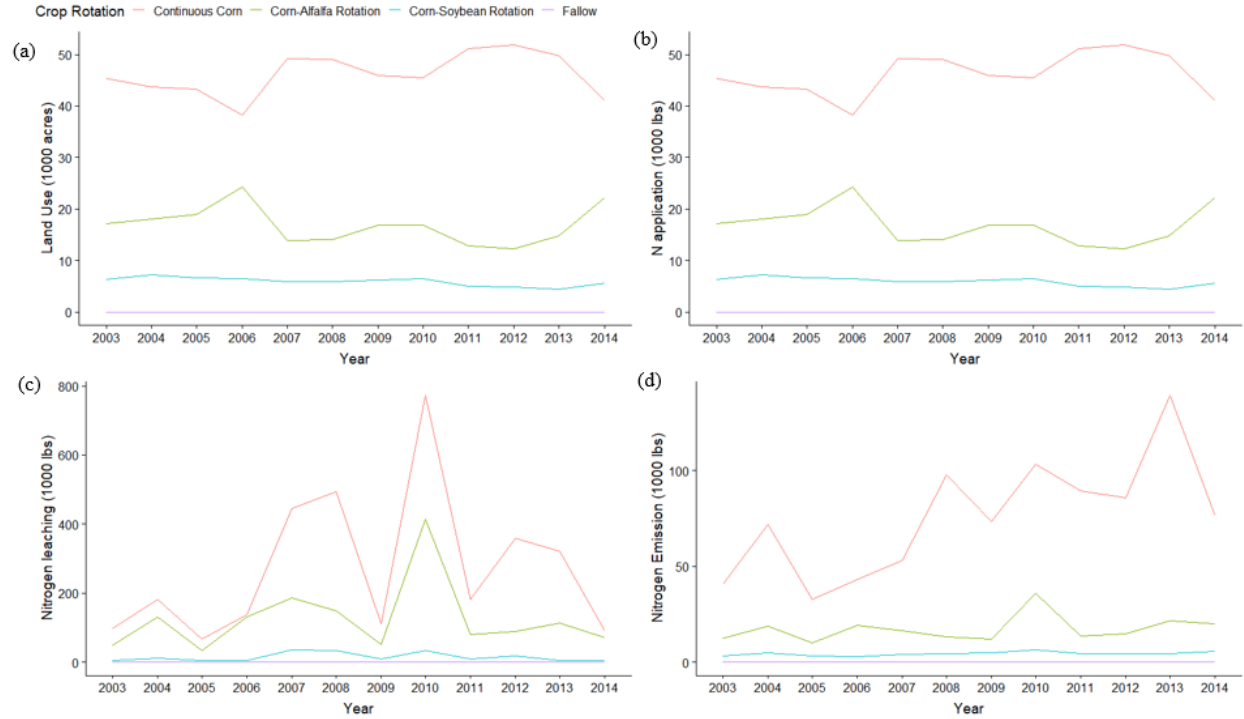 Crop Rotation Continuous Corn Corn-Alfalfa Rotation Corn-Soybean Rotation Fallow
(a)
Land Use (1000 acres)
50
40
30
20
10
0
2003 2004 2005 2006 2007 2008 2009 2010 2011 2012 2013 2014
Year
(b)
N application (1000 lbs)
50
40
30
20
10
0
2003 2004 2005 2006 2007 2008 2009 2010 2011 2012 2013 2014
Year
(c)
Nitrogen leaching (1000 lbs)
800
600
400
200
0
2003 2004 2005 2006 2007 2008 2009 2010 2011 2012 2013 2014
Year
(d)
Nitrogen Emission (1000 lbs)
100
50
0
2003 2004 2005 2006 2007 2008 2009 2010 2011 2012 2013 2014
Year